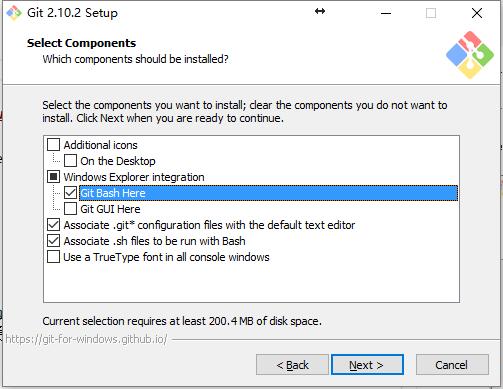 Git 2.10.2 Setup
Select Components
Which components should be installed?
Select the components you want to install; clear the components you do not want to
install. Click Next when you are ready to continue.
Additional icons
On the Desktop
Windows Explorer integration
Git Bash Here
Git GUI Here
Associate .git* configuration files with the default text editor
Associate .sh files to be run with Bash
Use a TrueType font in all console windows
Current selection requires at least 200.4 MB of disk space.
https://git-for-windows.github.io/
< Back
Next >
Cancel